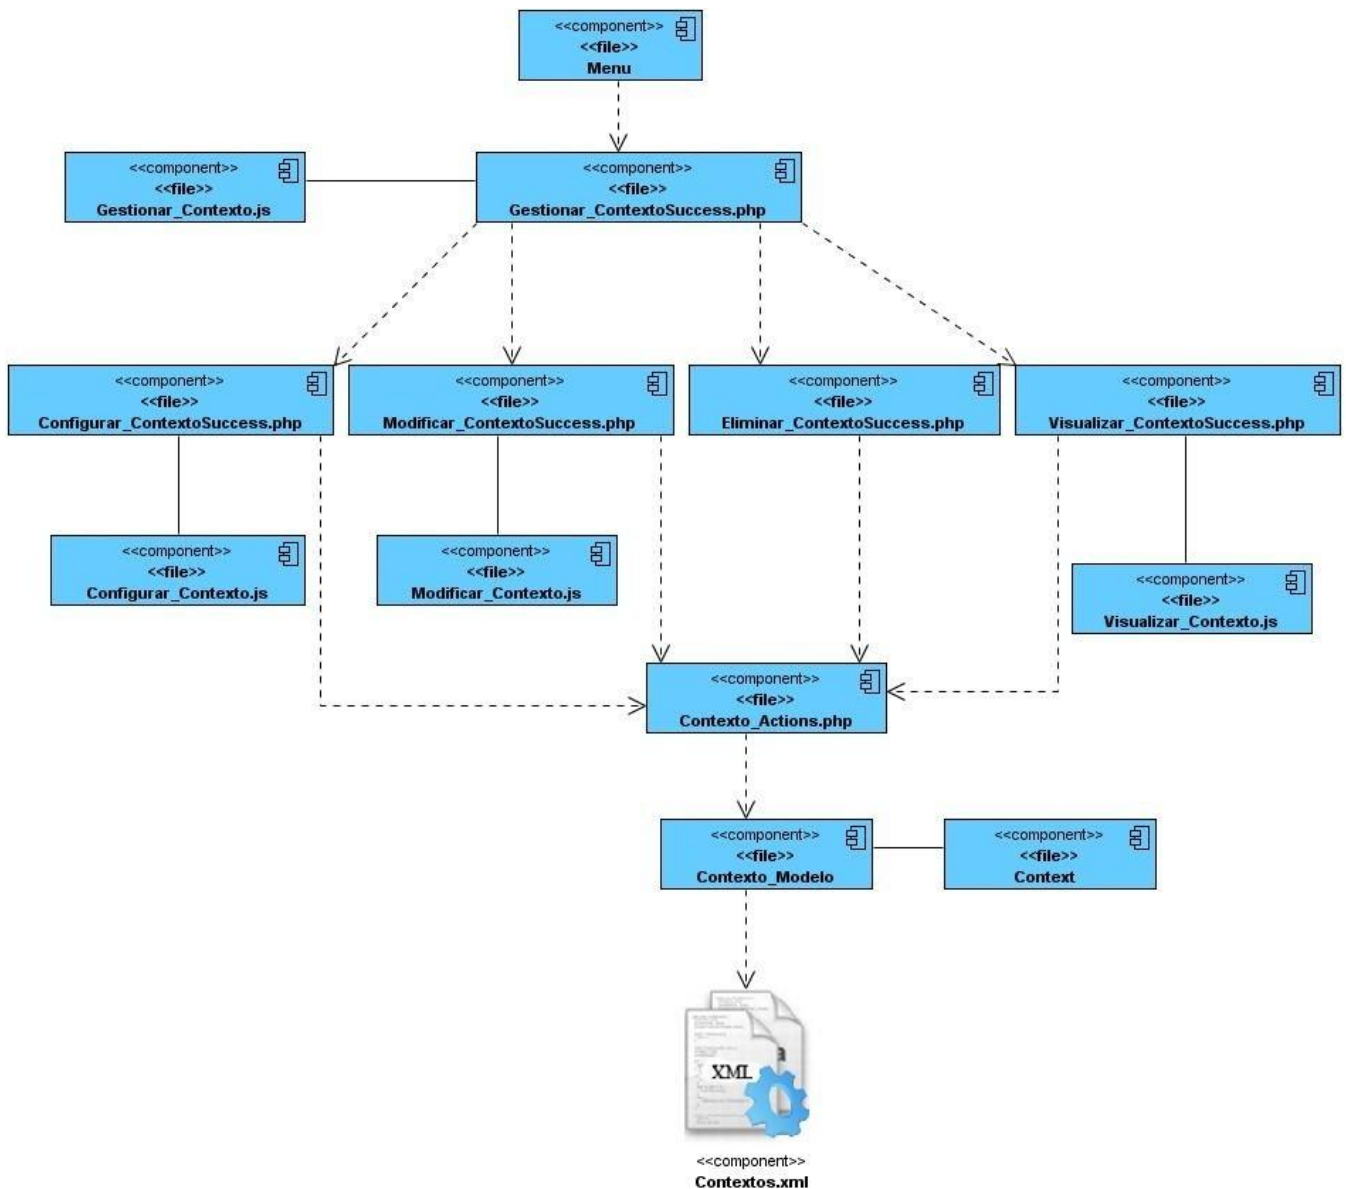 <<component>>
<<file>>
Menu
<<component>>
<<file>>
Gestionar_Contexto.js
<<component>>
<<file>>
Gestionar_ContextoSuccess.php
<<component>>
<<file>>
Configurar_ContextoSuccess.php
<<component>>
<<file>>
Modificar_ContextoSuccess.php
<<component>>
<<file>>
Eliminar_ContextoSuccess.php
<<component>>
<<file>>
Visualizar_ContextoSuccess.php
<<component>>
<<file>>
Configurar_Contexto.js
<<component>>
<<file>>
Modificar_Contexto.js
<<component>>
<<file>>
Visualizar_Contexto.js
<<component>>
<<file>>
Contexto_Actions.php
<<component>>
<<file>>
Contexto_Modelo
<<component>>
<<file>>
Context
XML
<<component>>
Contextos.xml